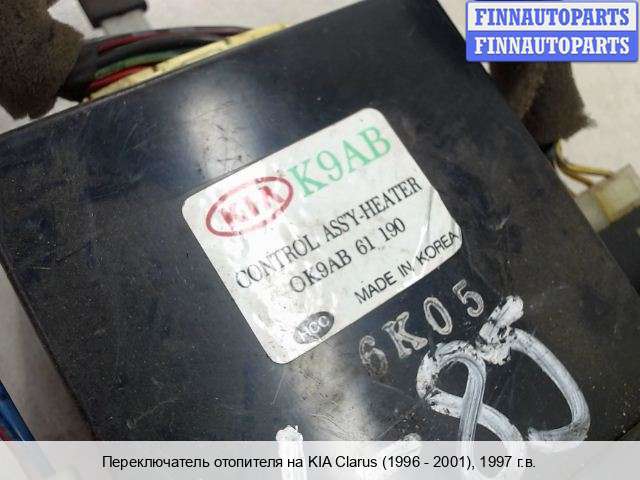 FINNAUTOPARTS
FINNAUTOPARTS
KIA K9AB
CONTROL ASSY-HEATER
OK9AB 61 190
MADE IN KOREA
HCC
6K05
Переключатель отопителя на KIA Clarus (1996 - 2001), 1997 г.в.